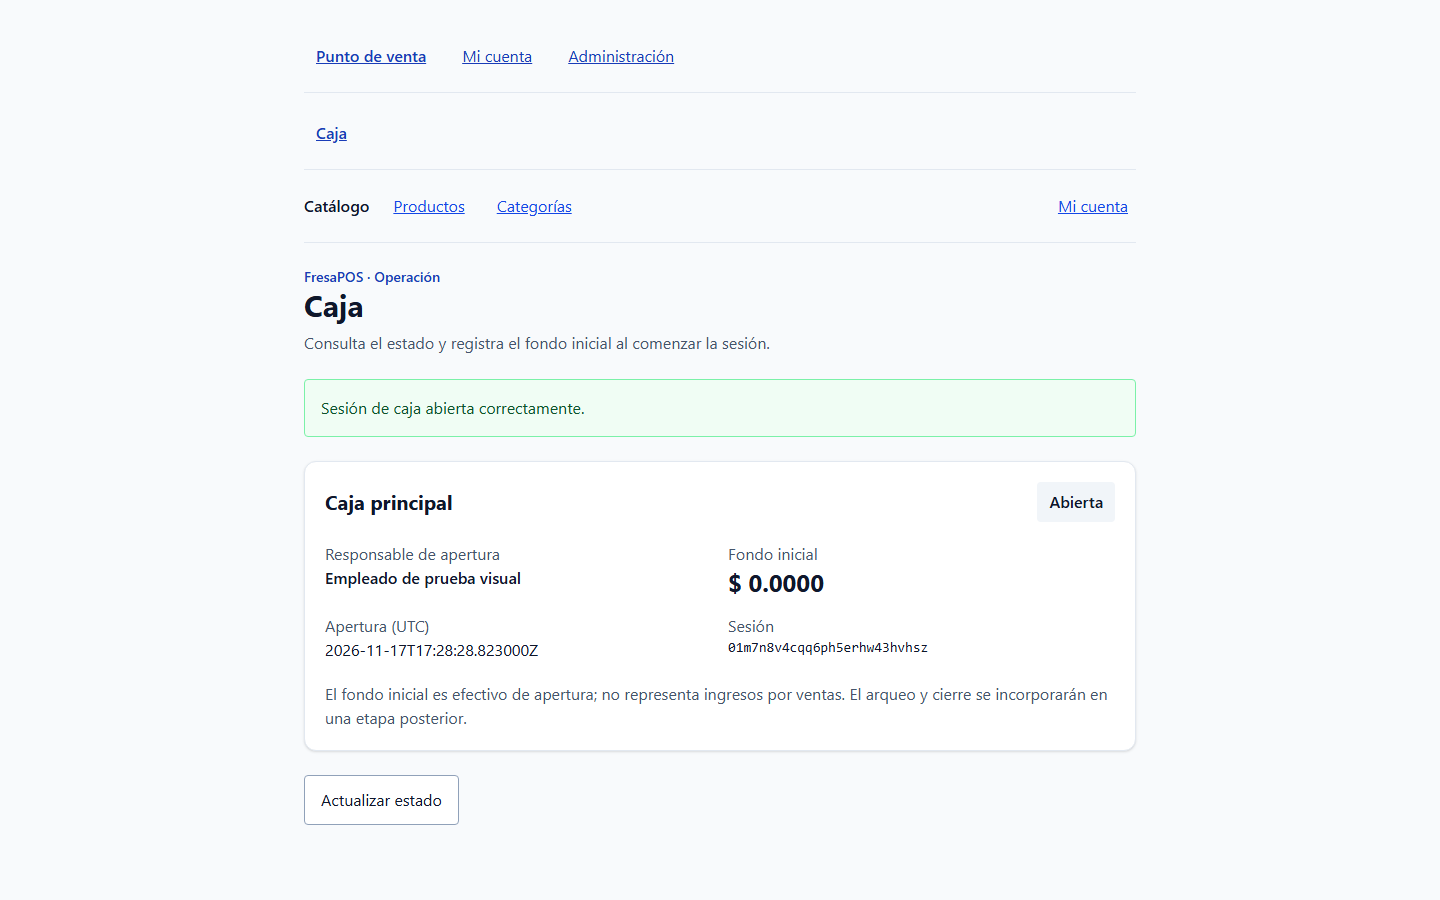 Punto de venta Mi cuenta Administración
Caja
Catálogo Productos Categorías Mi cuenta
FresaPOS · Operación
Caja
Consulta el estado y registra el fondo inicial al comenzar la sesión.
Sesión de caja abierta correctamente.
Caja principal Abierta
Responsable de apertura
Empleado de prueba visual
Fondo inicial
$ 0.0000
Apertura (UTC)
2026-11-17T17:28:28.823000Z
Sesión
01m7n8v4cqq6ph5erhw43hvhsz
El fondo inicial es efectivo de apertura; no representa ingresos por ventas. El arqueo y cierre se incorporarán en
una etapa posterior.
Actualizar estado